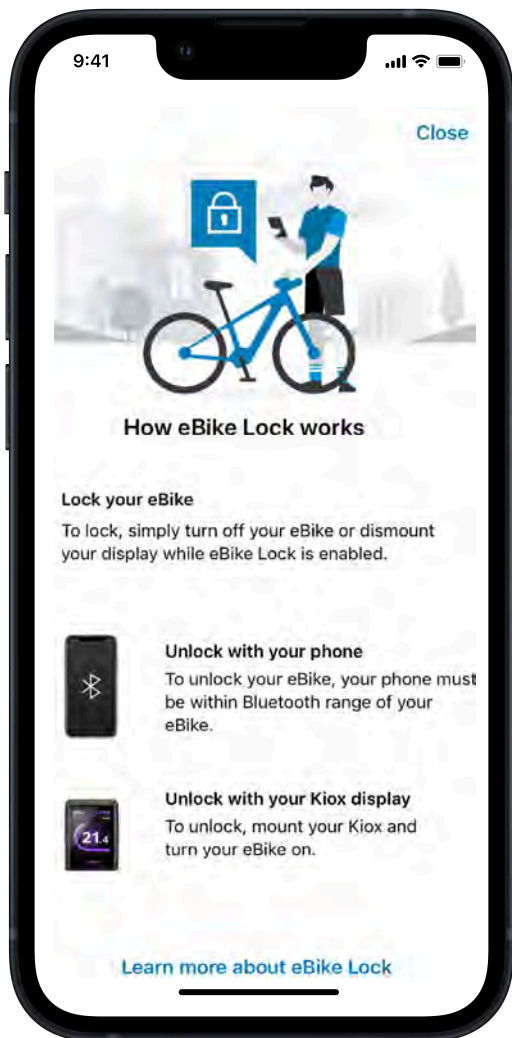 9:41
Close
How eBike Lock works
Lock your eBike
To lock, simply turn off your eBike or dismount
your display while eBike Lock is enabled.
Unlock with your phone
To unlock your eBike, your phone must
be within Bluetooth range of your
eBike.
21.4
Unlock with your Kiox display
To unlock, mount your Kiox and
turn your eBike on.
Learn more about eBike Lock